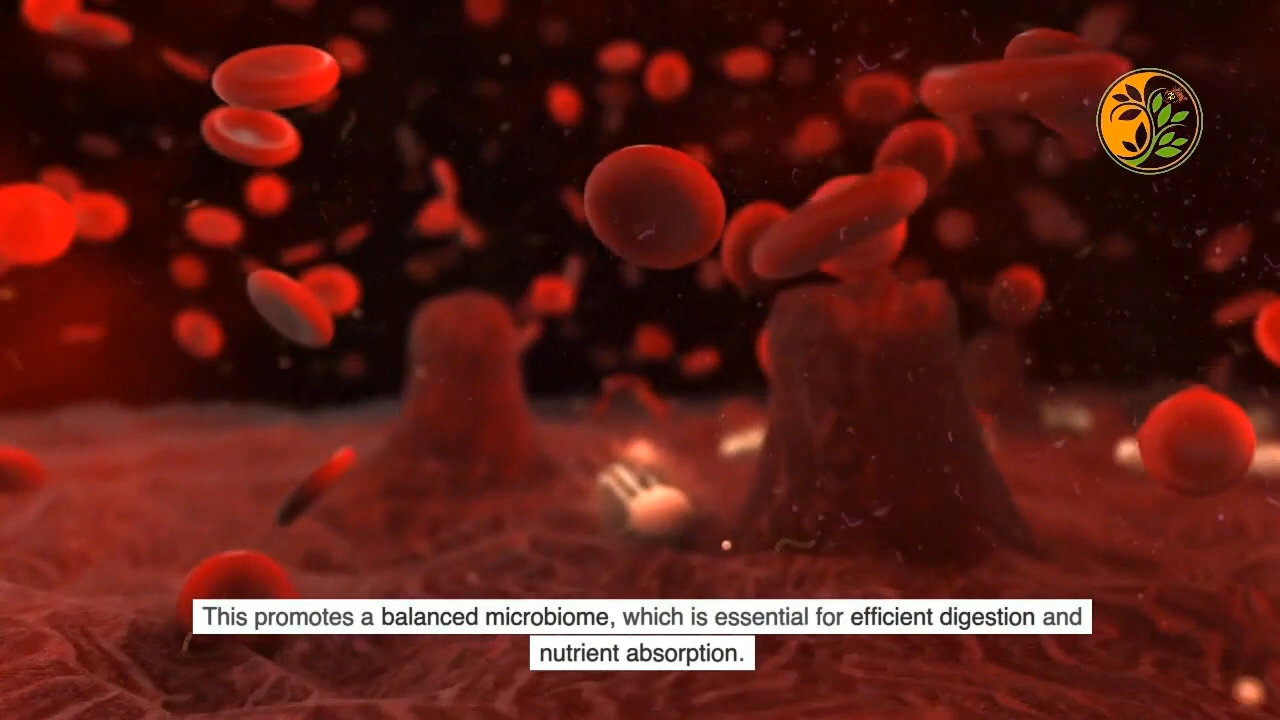 This promotes a balanced microbiome, which is essential for efficient digestion and
nutrient absorption.